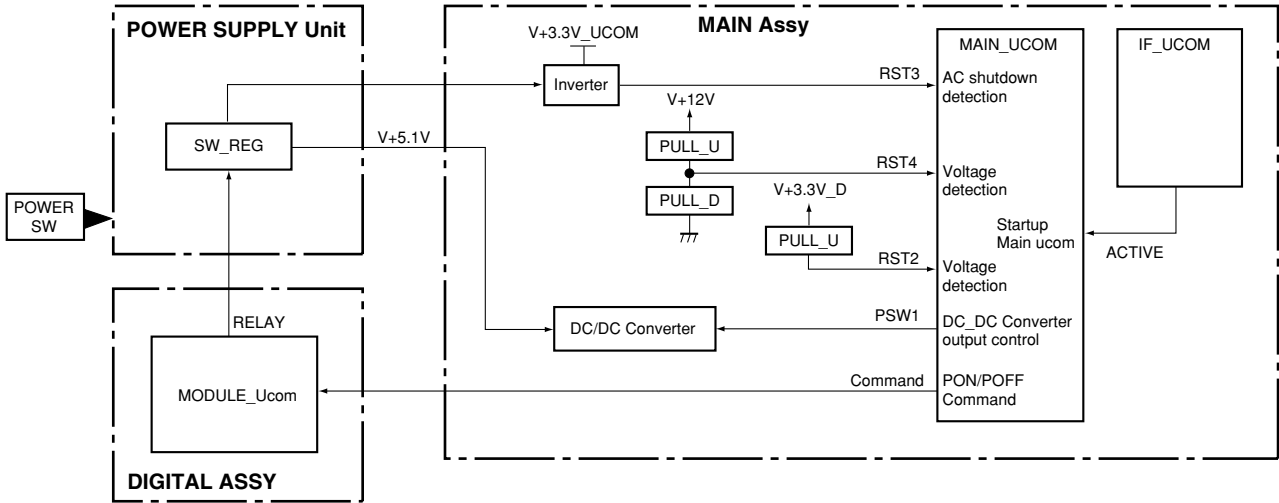 POWER SUPPLY Unit
MAIN Assy
V+3.3V_UCOM
MAIN_UCOM
IF_UCOM
Inverter
RST3
AC shutdown
detection
V+12V
SW_REG
V+5.1V
PULL_U
RST4
Voltage
detection
V+3.3V_D
PULL_D
POWER
SW
Startup
Main ucom
PULL_U
ACTIVE
RST2
Voltage
detection
RELAY
DC/DC Converter
PSW1
DC_DC Converter
output control
MODULE_Ucom
Command
PON/POFF
Command
DIGITAL ASSY